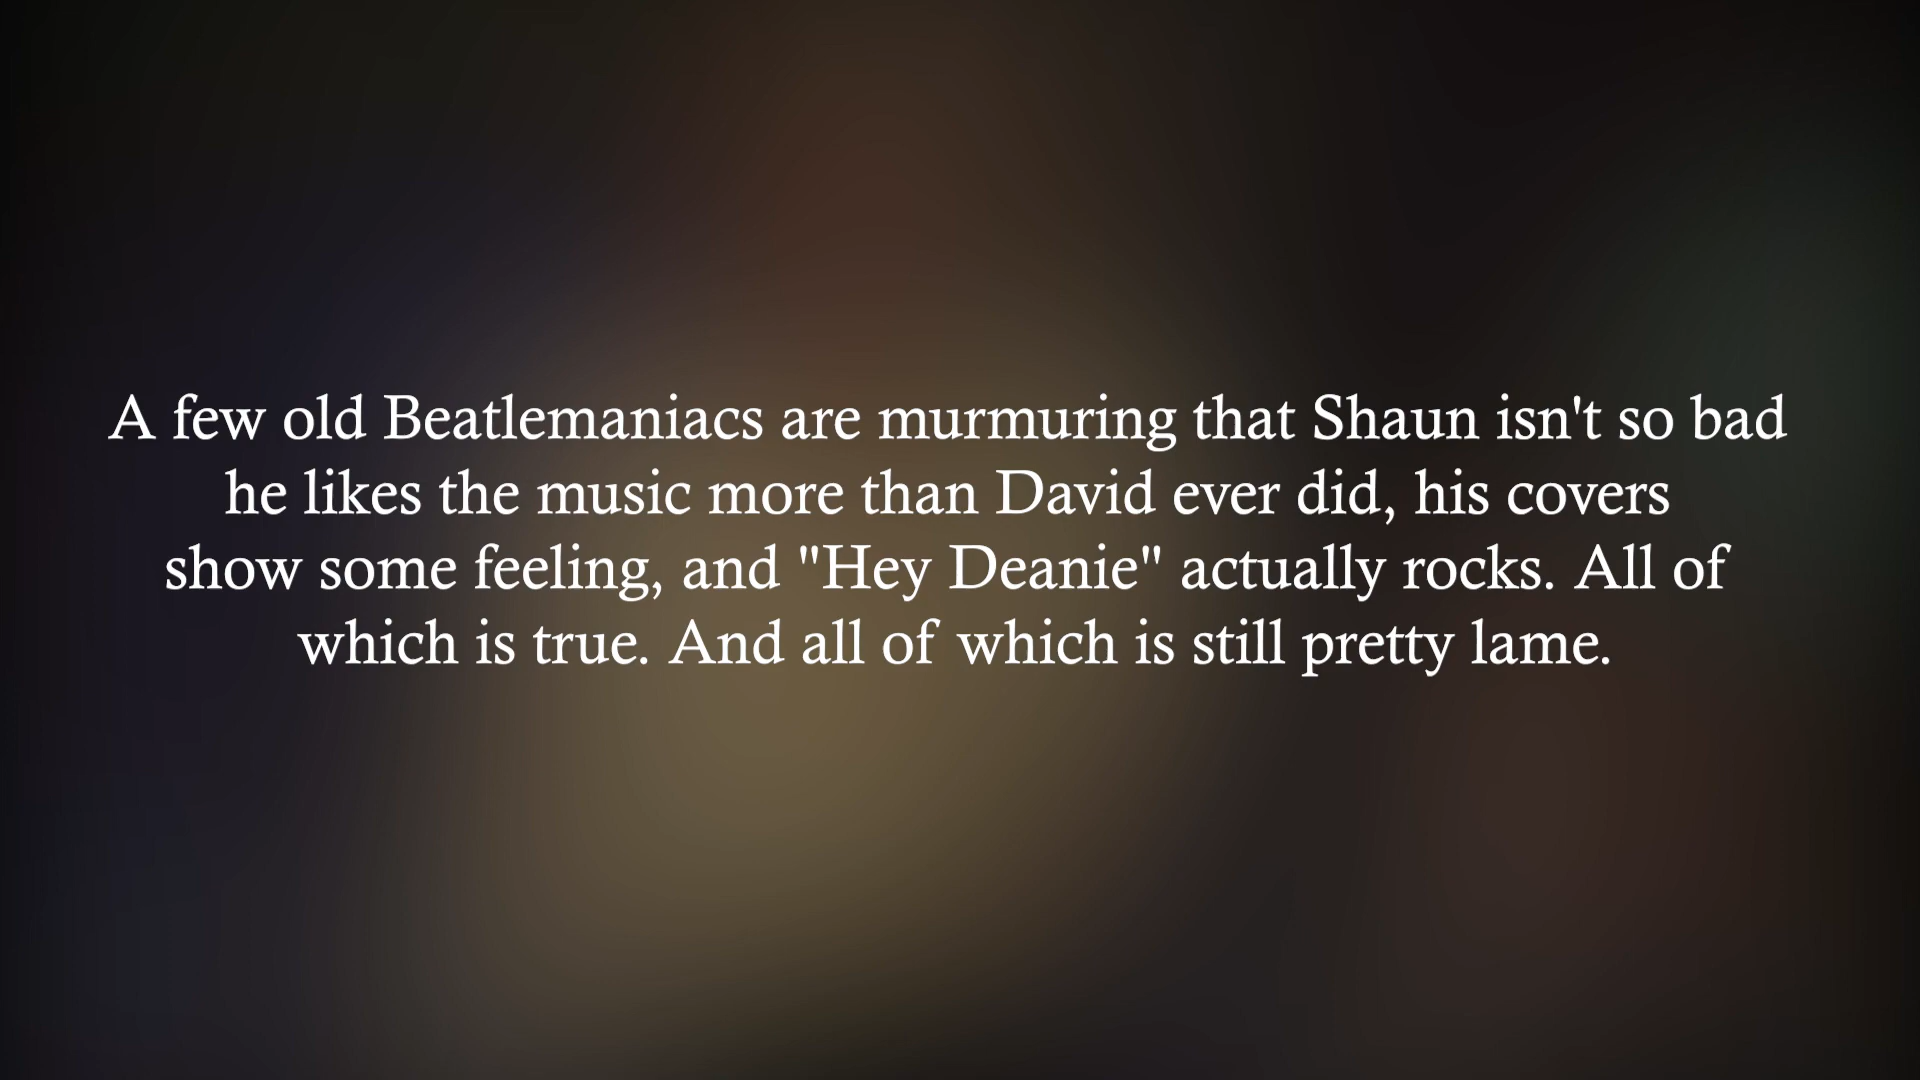 A few old Beatlemaniacs are murmuring that Shaun isn't so bad
he likes the music more than David ever did, his covers
show some feeling, and "Hey Deanie" actually rocks. All of
which is true. And all of which is still pretty lame.